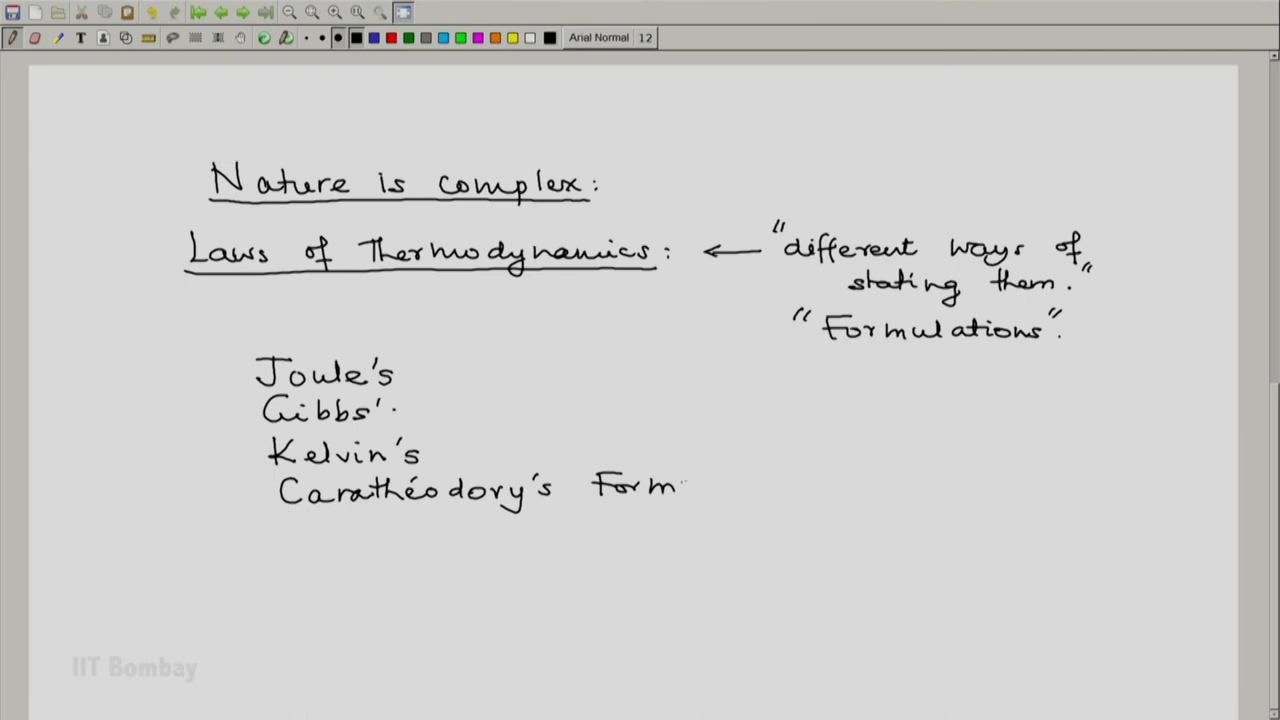 Arial Normal 12
Nature is complex:
Laws of Thermodynamics: ← "different ways of
stating them."
"Formulations".
Joule's
Gibbs'.
Kelvin's
Carathéodory's Form
IIT Bombay